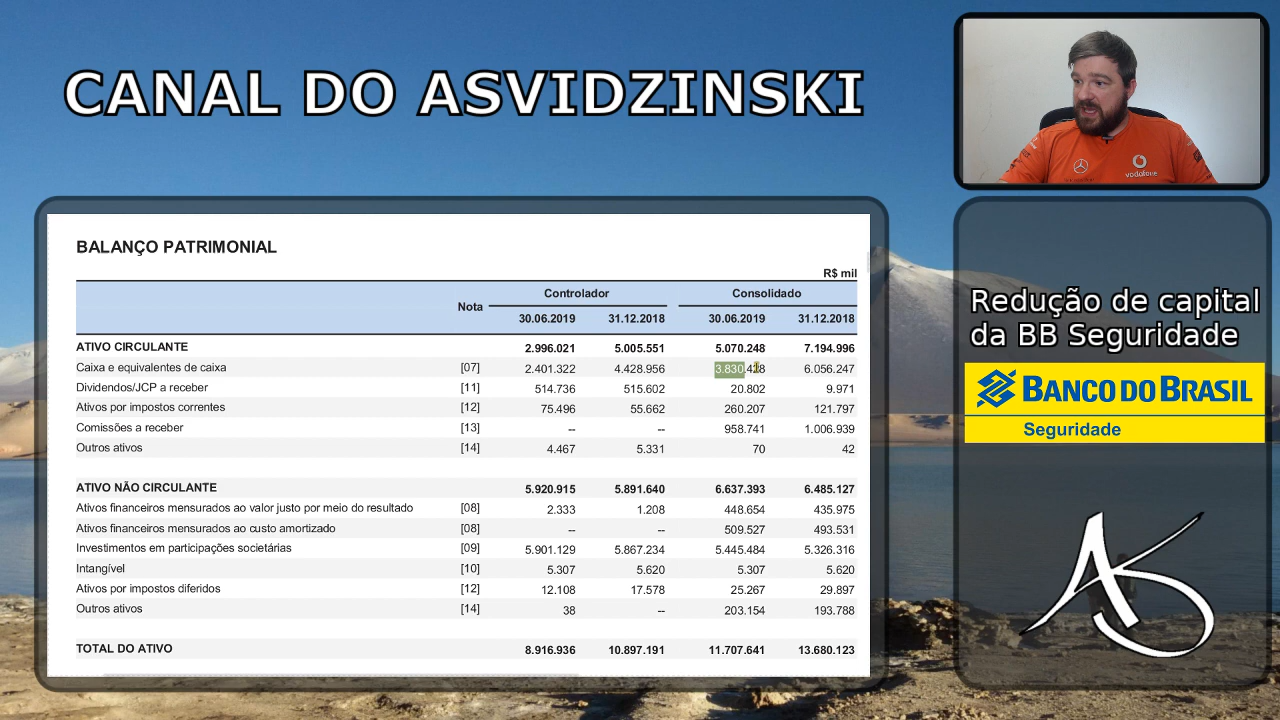 CANAL DO ASVIDZINSKI
BALANÇO PATRIMONIAL
R$ mil
Nota Controlador Consolidado
30.06.2019 31.12.2018 30.06.2019 31.12.2018
ATIVO CIRCULANTE 2.996.021 5.005.551 5.070.248 7.194.996
Caixa e equivalentes de caixa [07] 2.401.322 4.428.956 3.830.428 6.056.247
Dividendos/JCP a receber [11] 514.736 515.602 20.802 9.971
Ativos por impostos correntes [12] 75.496 55.662 260.207 121.797
Comissões a receber [13] -- -- 958.741 1.006.939
Outros ativos [14] 4.467 5.331 70 42
ATIVO NÃO CIRCULANTE 5.920.915 5.891.640 6.637.393 6.485.127
Ativos financeiros mensurados ao valor justo por meio do resultado [08] 2.333 1.208 448.654 435.975
Ativos financeiros mensurados ao custo amortizado [08] -- -- 509.527 493.531
Investimentos em participações societárias [09] 5.901.129 5.867.234 5.445.484 5.326.316
Intangível [10] 5.307 5.620 5.307 5.620
Ativos por impostos diferidos [12] 12.108 17.578 25.267 29.897
Outros ativos [14] 38 -- 203.154 193.788
TOTAL DO ATIVO 8.916.936 10.897.191 11.707.641 13.680.123
vodafone
Redução de capital
da BB Seguridade
BANCO DO BRASIL
Seguridade